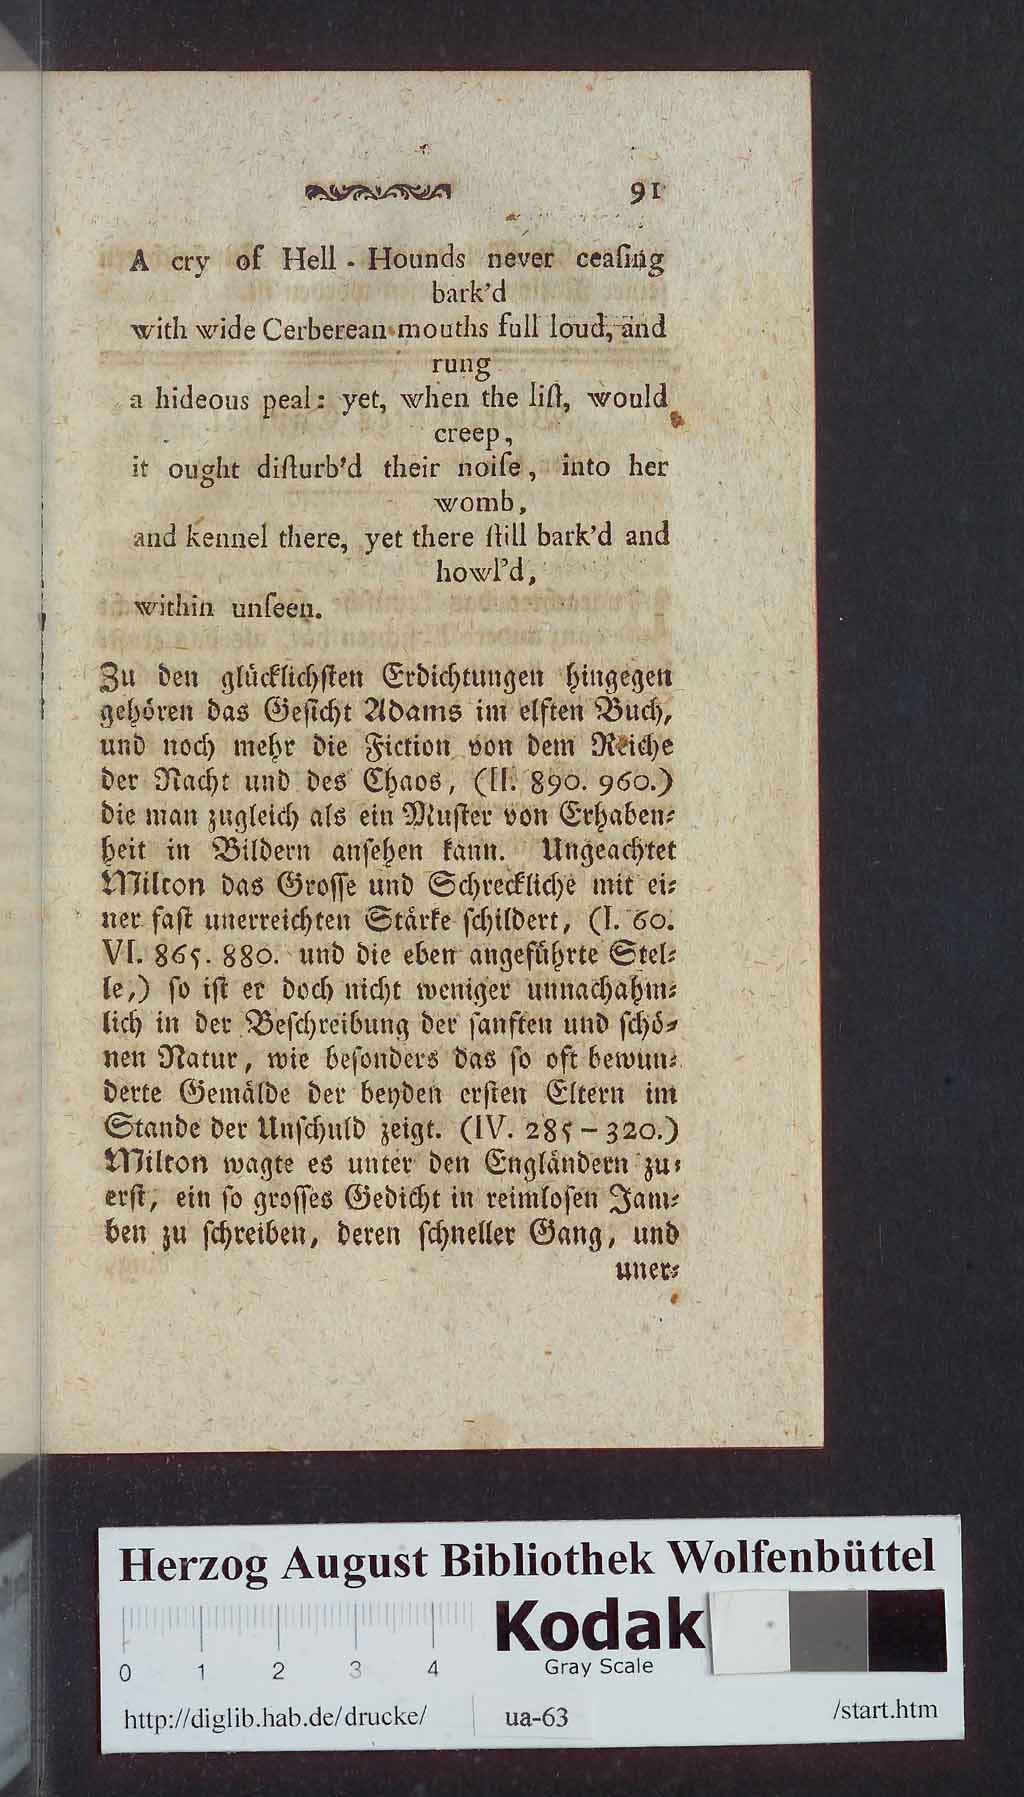 91
A cry of Hell - Hounds never ceaſing
bark'd
with wide Cerberean mouths full loud, and
rung
a hideous peal: yet, when the liſt, would
creep,
it ought diſturb'd their noiſe, into her
womb,
and kennel there, yet there ſtill bark'd and
howl'd,
within unſeen.
Zu den glücklichſten Erdichtungen hingegen
gehören das Geſicht Adams im elften Buch,
und noch mehr die Fiction von dem Reiche
der Nacht und des Chaos, (II. 890. 960.)
die man zugleich als ein Muſter von Erhaben⸗
heit in Bildern anſehen kann. Ungeachtet
Milton das Groſſe und Schreckliche mit ei⸗
ner faſt unerreichten Stärke ſchildert, (I. 60.
VI. 865. 880. und die eben angeführte Stel⸗
le,) ſo iſt er doch nicht weniger unnachahm⸗
lich in der Beſchreibung der ſanften und ſchö⸗
nen Natur, wie beſonders das ſo oft bewun⸗
derte Gemälde der beyden erſten Eltern im
Stande der Unſchuld zeigt. (IV. 285 – 320.)
Milton wagte es unter den Engländern zu⸗
erſt, ein ſo groſſes Gedicht in reimloſen Jam⸗
ben zu ſchreiben, deren ſchneller Gang, und
uner⸗
Herzog August Bibliothek Wolfenbüttel
0 1 2 3 4
Kodak
Gray Scale
http://diglib.hab.de/drucke/ ua-63 /start.htm